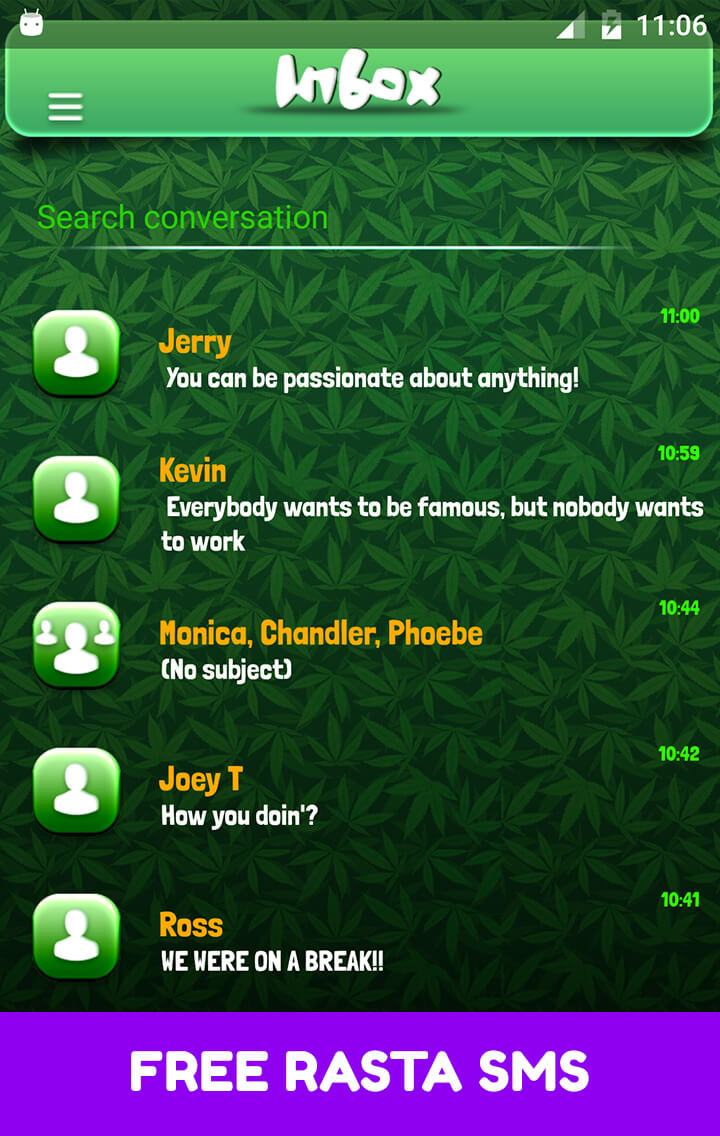 11:06
Inbox
Search conversation
11:00
Jerry
You can be passionate about anything!
10:59
Kevin
Everybody wants to be famous, but nobody wants
to work
10:44
Monica, Chandler, Phoebe
(No subject)
10:42
Joey T
How you doin'?
10:41
Ross
WE WERE ON A BREAK!!
FREE RASTA SMS